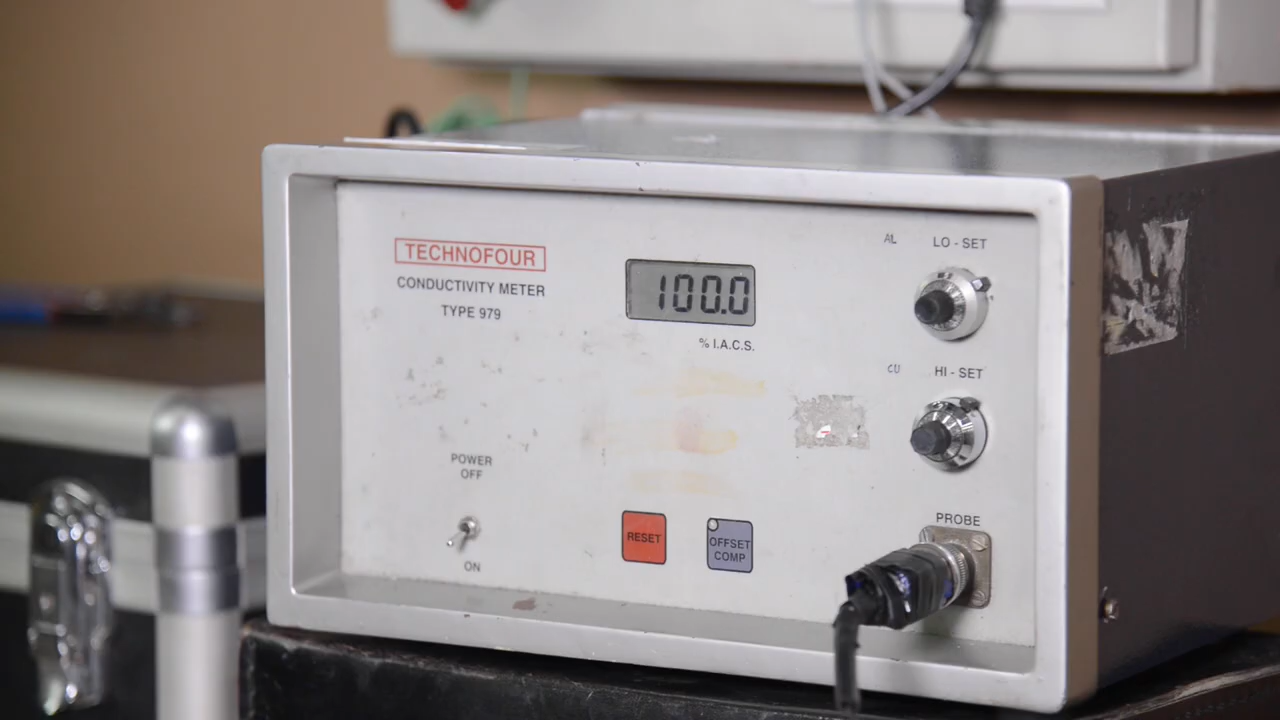 TECHNOFOUR
CONDUCTIVITY METER
TYPE 979
100.0
% I.A.C.S.
AL
LO - SET
CU
HI - SET
POWER
OFF
ON
RESET
OFFSET
COMP
PROBE